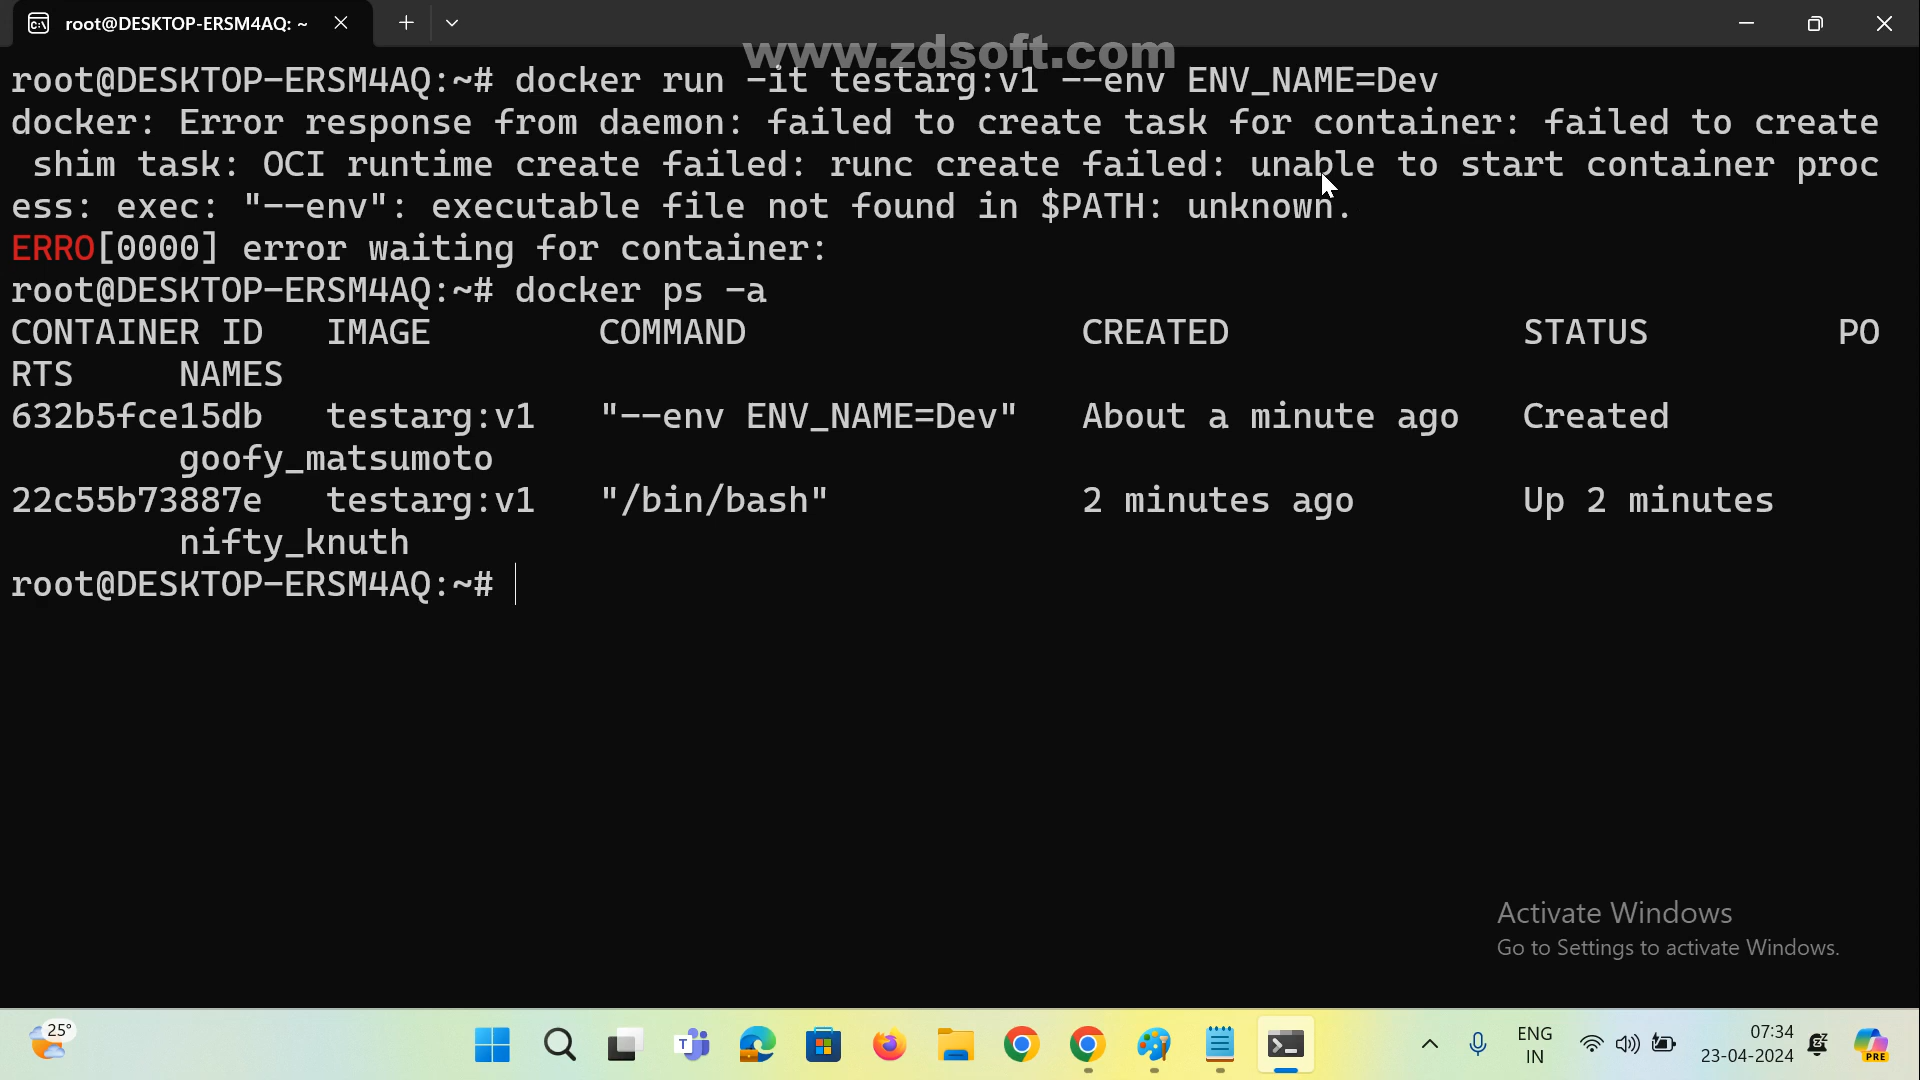 root@DESKTOP-ERSM4AQ: ~
www.zdsoft.com
root@DESKTOP-ERSM4AQ:~# docker run -it testarg:v1 --env ENV_NAME=Dev
docker: Error response from daemon: failed to create task for container: failed to create
 shim task: OCI runtime create failed: runc create failed: unable to start container proc
ess: exec: "--env": executable file not found in $PATH: unknown.
ERRO[0000] error waiting for container:
root@DESKTOP-ERSM4AQ:~# docker ps -a
CONTAINER ID   IMAGE        COMMAND                CREATED              STATUS         PO
RTS     NAMES
632b5fce15db   testarg:v1   "--env ENV_NAME=Dev"   About a minute ago   Created
        goofy_matsumoto
22c55b73887e   testarg:v1   "/bin/bash"            2 minutes ago        Up 2 minutes
        nifty_knuth
root@DESKTOP-ERSM4AQ:~#
Activate Windows
Go to Settings to activate Windows.
25°
ENG
IN
07:34
23-04-2024
PRE